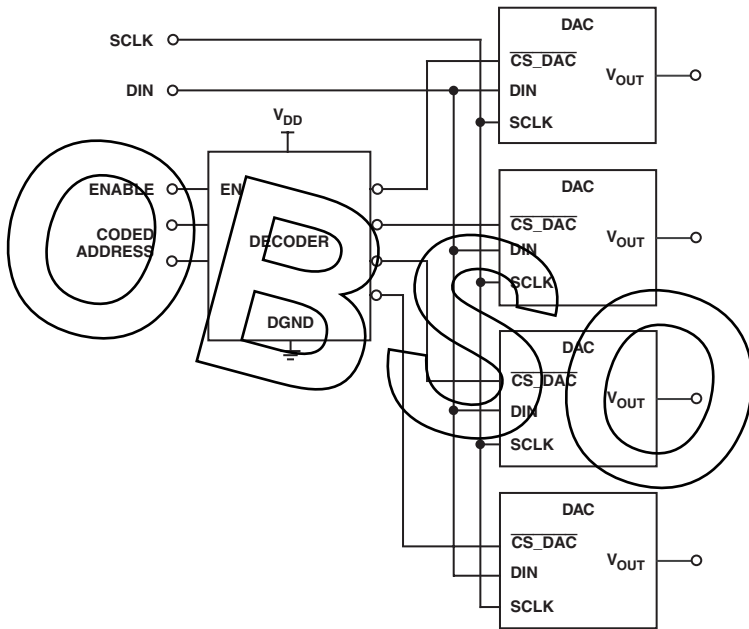 DAC
SCLK
CS_DAC
VOUT
DIN
DIN
SCLK
VDD
ENABLE
EN
DAC
CODED
ADDRESS
CS_DAC
VOUT
DECODER
DIN
SCLK
DGND
DAC
CS_DAC
VOUT
DIN
SCLK
DAC
CS_DAC
VOUT
DIN
SCLK
OBSO